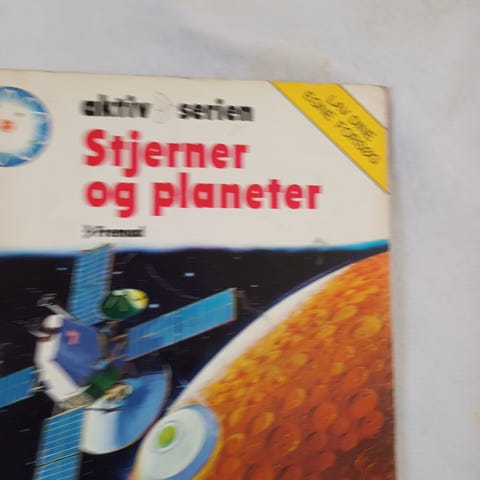 aktiv serien
LAV DINE
EGNE FORSØG
Stjerner
og planeter
Fremad